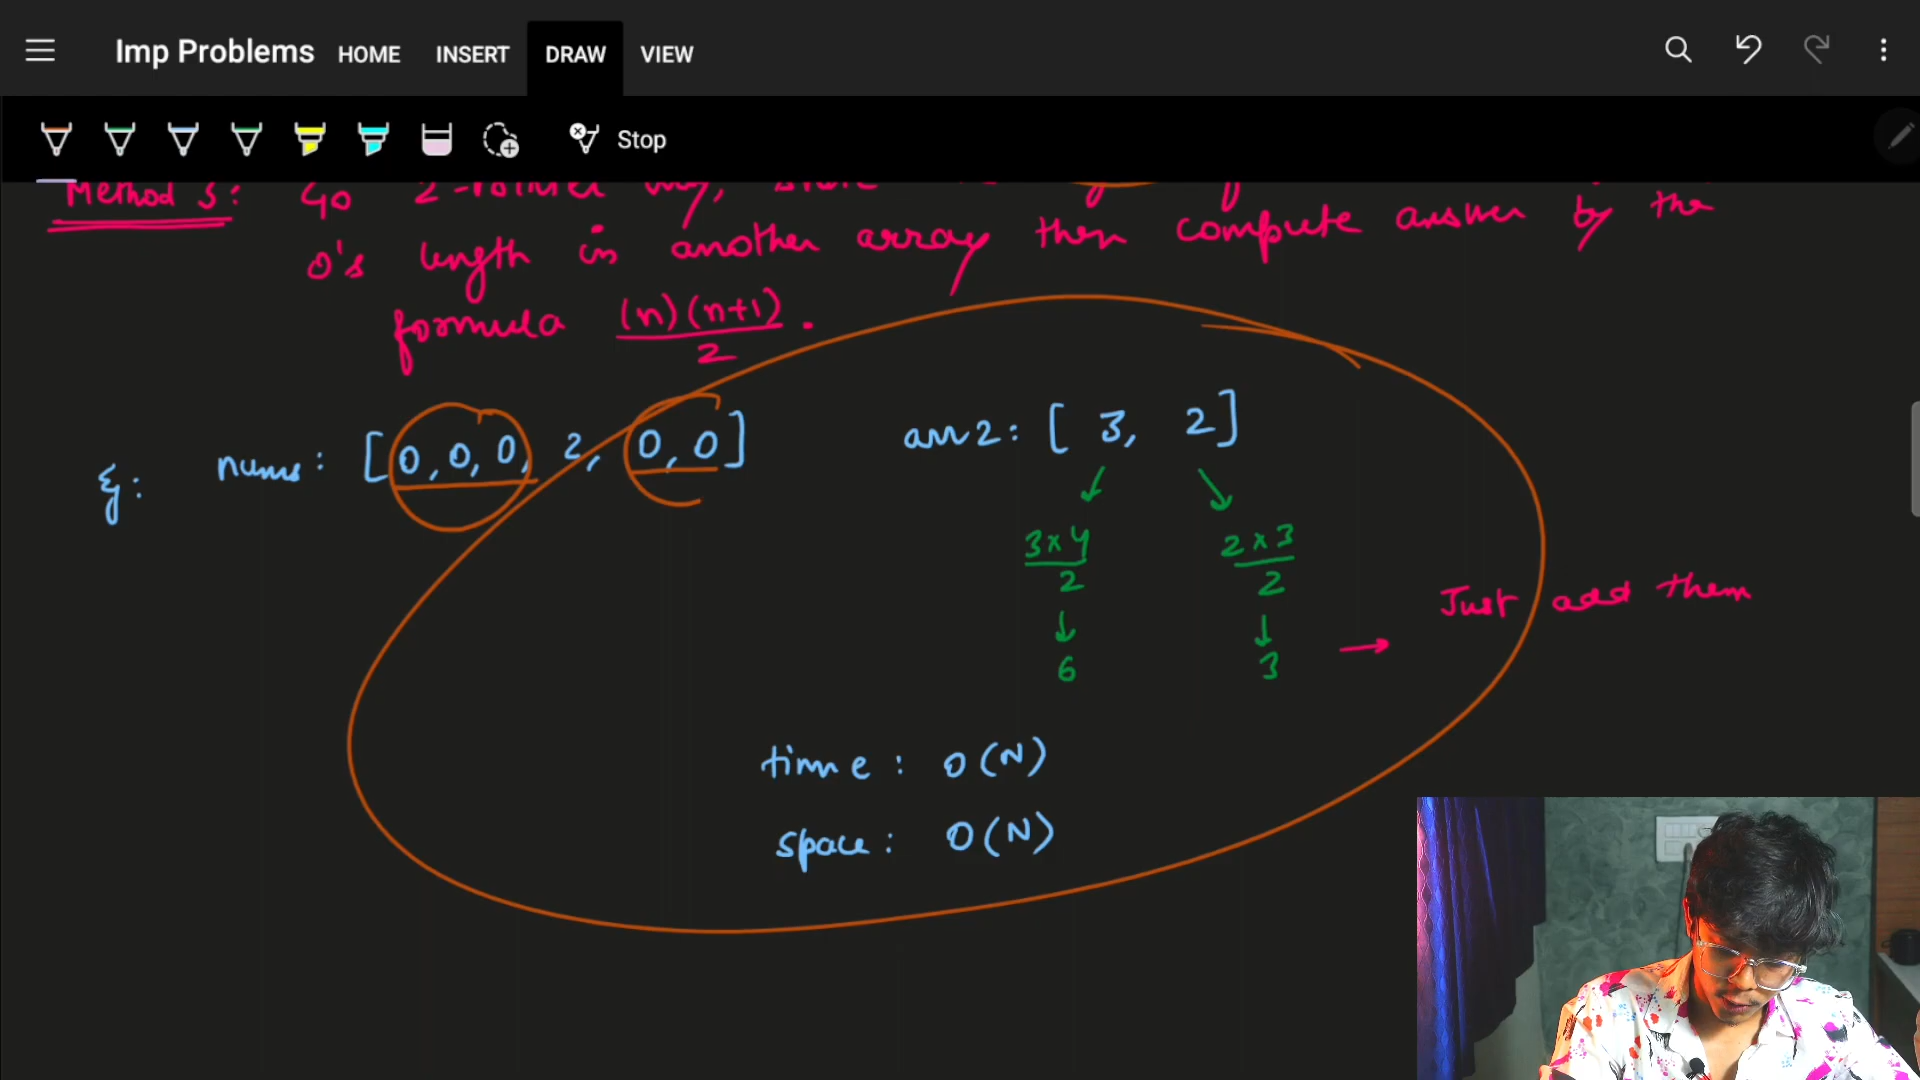 Imp Problems HOME INSERT DRAW VIEW
Stop
Method 3: Go 2-
0's length in another array then compute answer by the
formula (n)(n+1)/2.
Eg: nums: [0,0,0, 2, 0,0] arr2: [3, 2]
3x4/2 2x3/2
Just add them
6 3
time: O(N)
space: O(N)